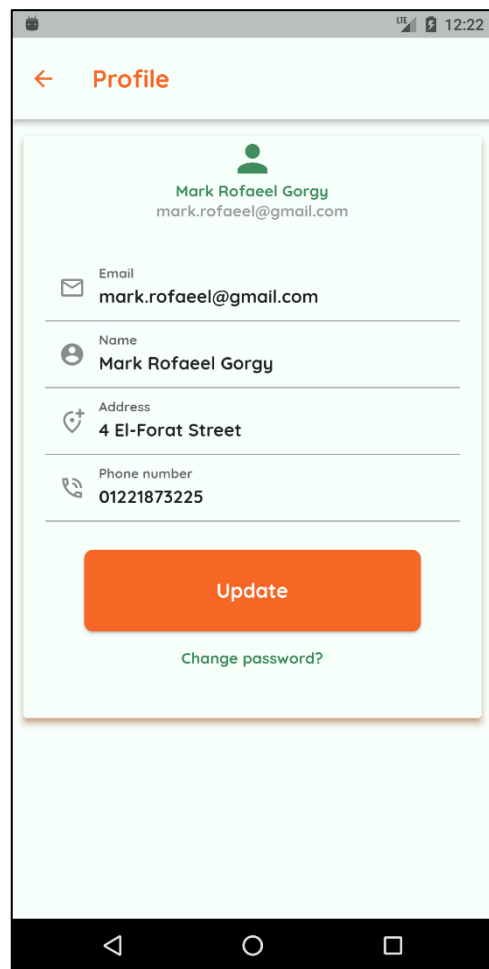 LTE 12:22
Profile
Mark Rofaeel Gorgy
mark.rofaeel@gmail.com
Email
mark.rofaeel@gmail.com
Name
Mark Rofaeel Gorgy
Address
4 El-Forat Street
Phone number
01221873225
Update
Change password?